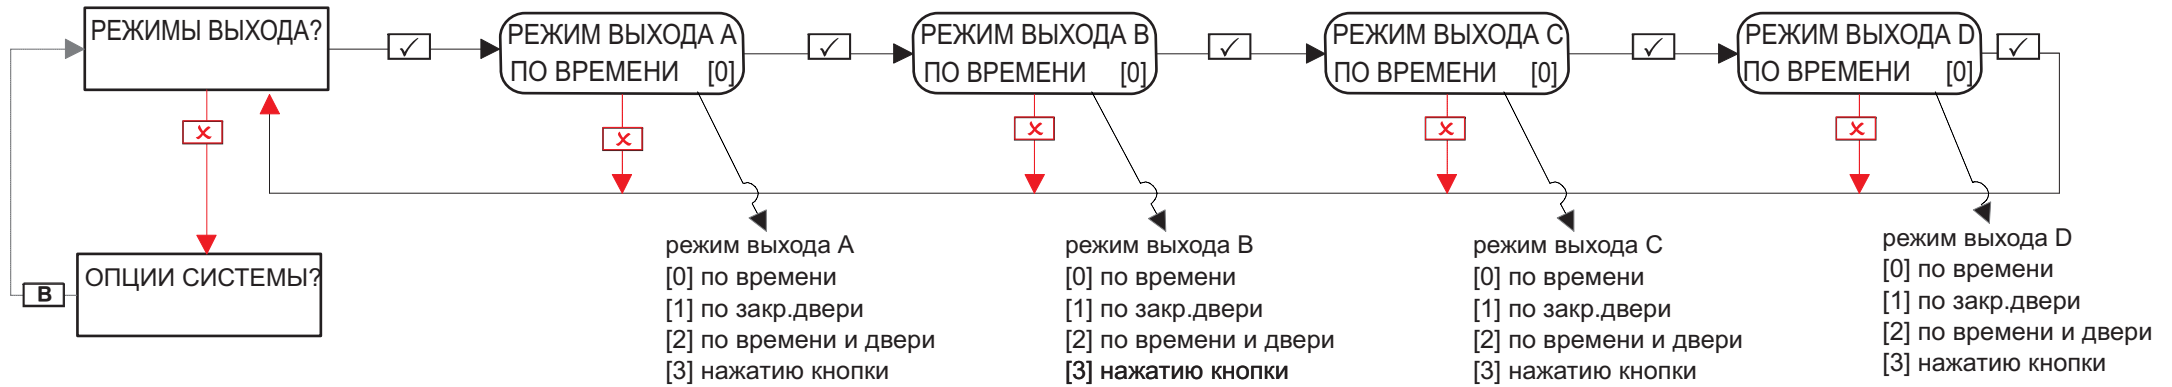 РЕЖИМЫ ВЫХОДА?
✓
РЕЖИМ ВЫХОДА A
ПО ВРЕМЕНИ [0]
✓
РЕЖИМ ВЫХОДА B
ПО ВРЕМЕНИ [0]
✓
РЕЖИМ ВЫХОДА C
ПО ВРЕМЕНИ [0]
✓
РЕЖИМ ВЫХОДА D
ПО ВРЕМЕНИ [0]
✓
x
x
x
x
x
ОПЦИИ СИСТЕМЫ?
B
режим выхода A
[0] по времени
[1] по закр.двери
[2] по времени и двери
[3] нажатию кнопки
режим выхода B
[0] по времени
[1] по закр.двери
[2] по времени и двери
[3] нажатию кнопки
режим выхода C
[0] по времени
[1] по закр.двери
[2] по времени и двери
[3] нажатию кнопки
режим выхода D
[0] по времени
[1] по закр.двери
[2] по времени и двери
[3] нажатию кнопки